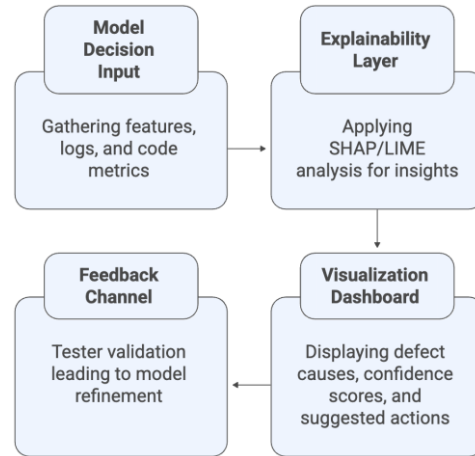 Model
Decision
Input
Gathering features,
logs, and code
metrics
Explainability
Layer
Applying
SHAP/LIME
analysis for insights
Feedback
Channel
Tester validation
leading to model
refinement
Visualization
Dashboard
Displaying defect
causes, confidence
scores, and
suggested actions